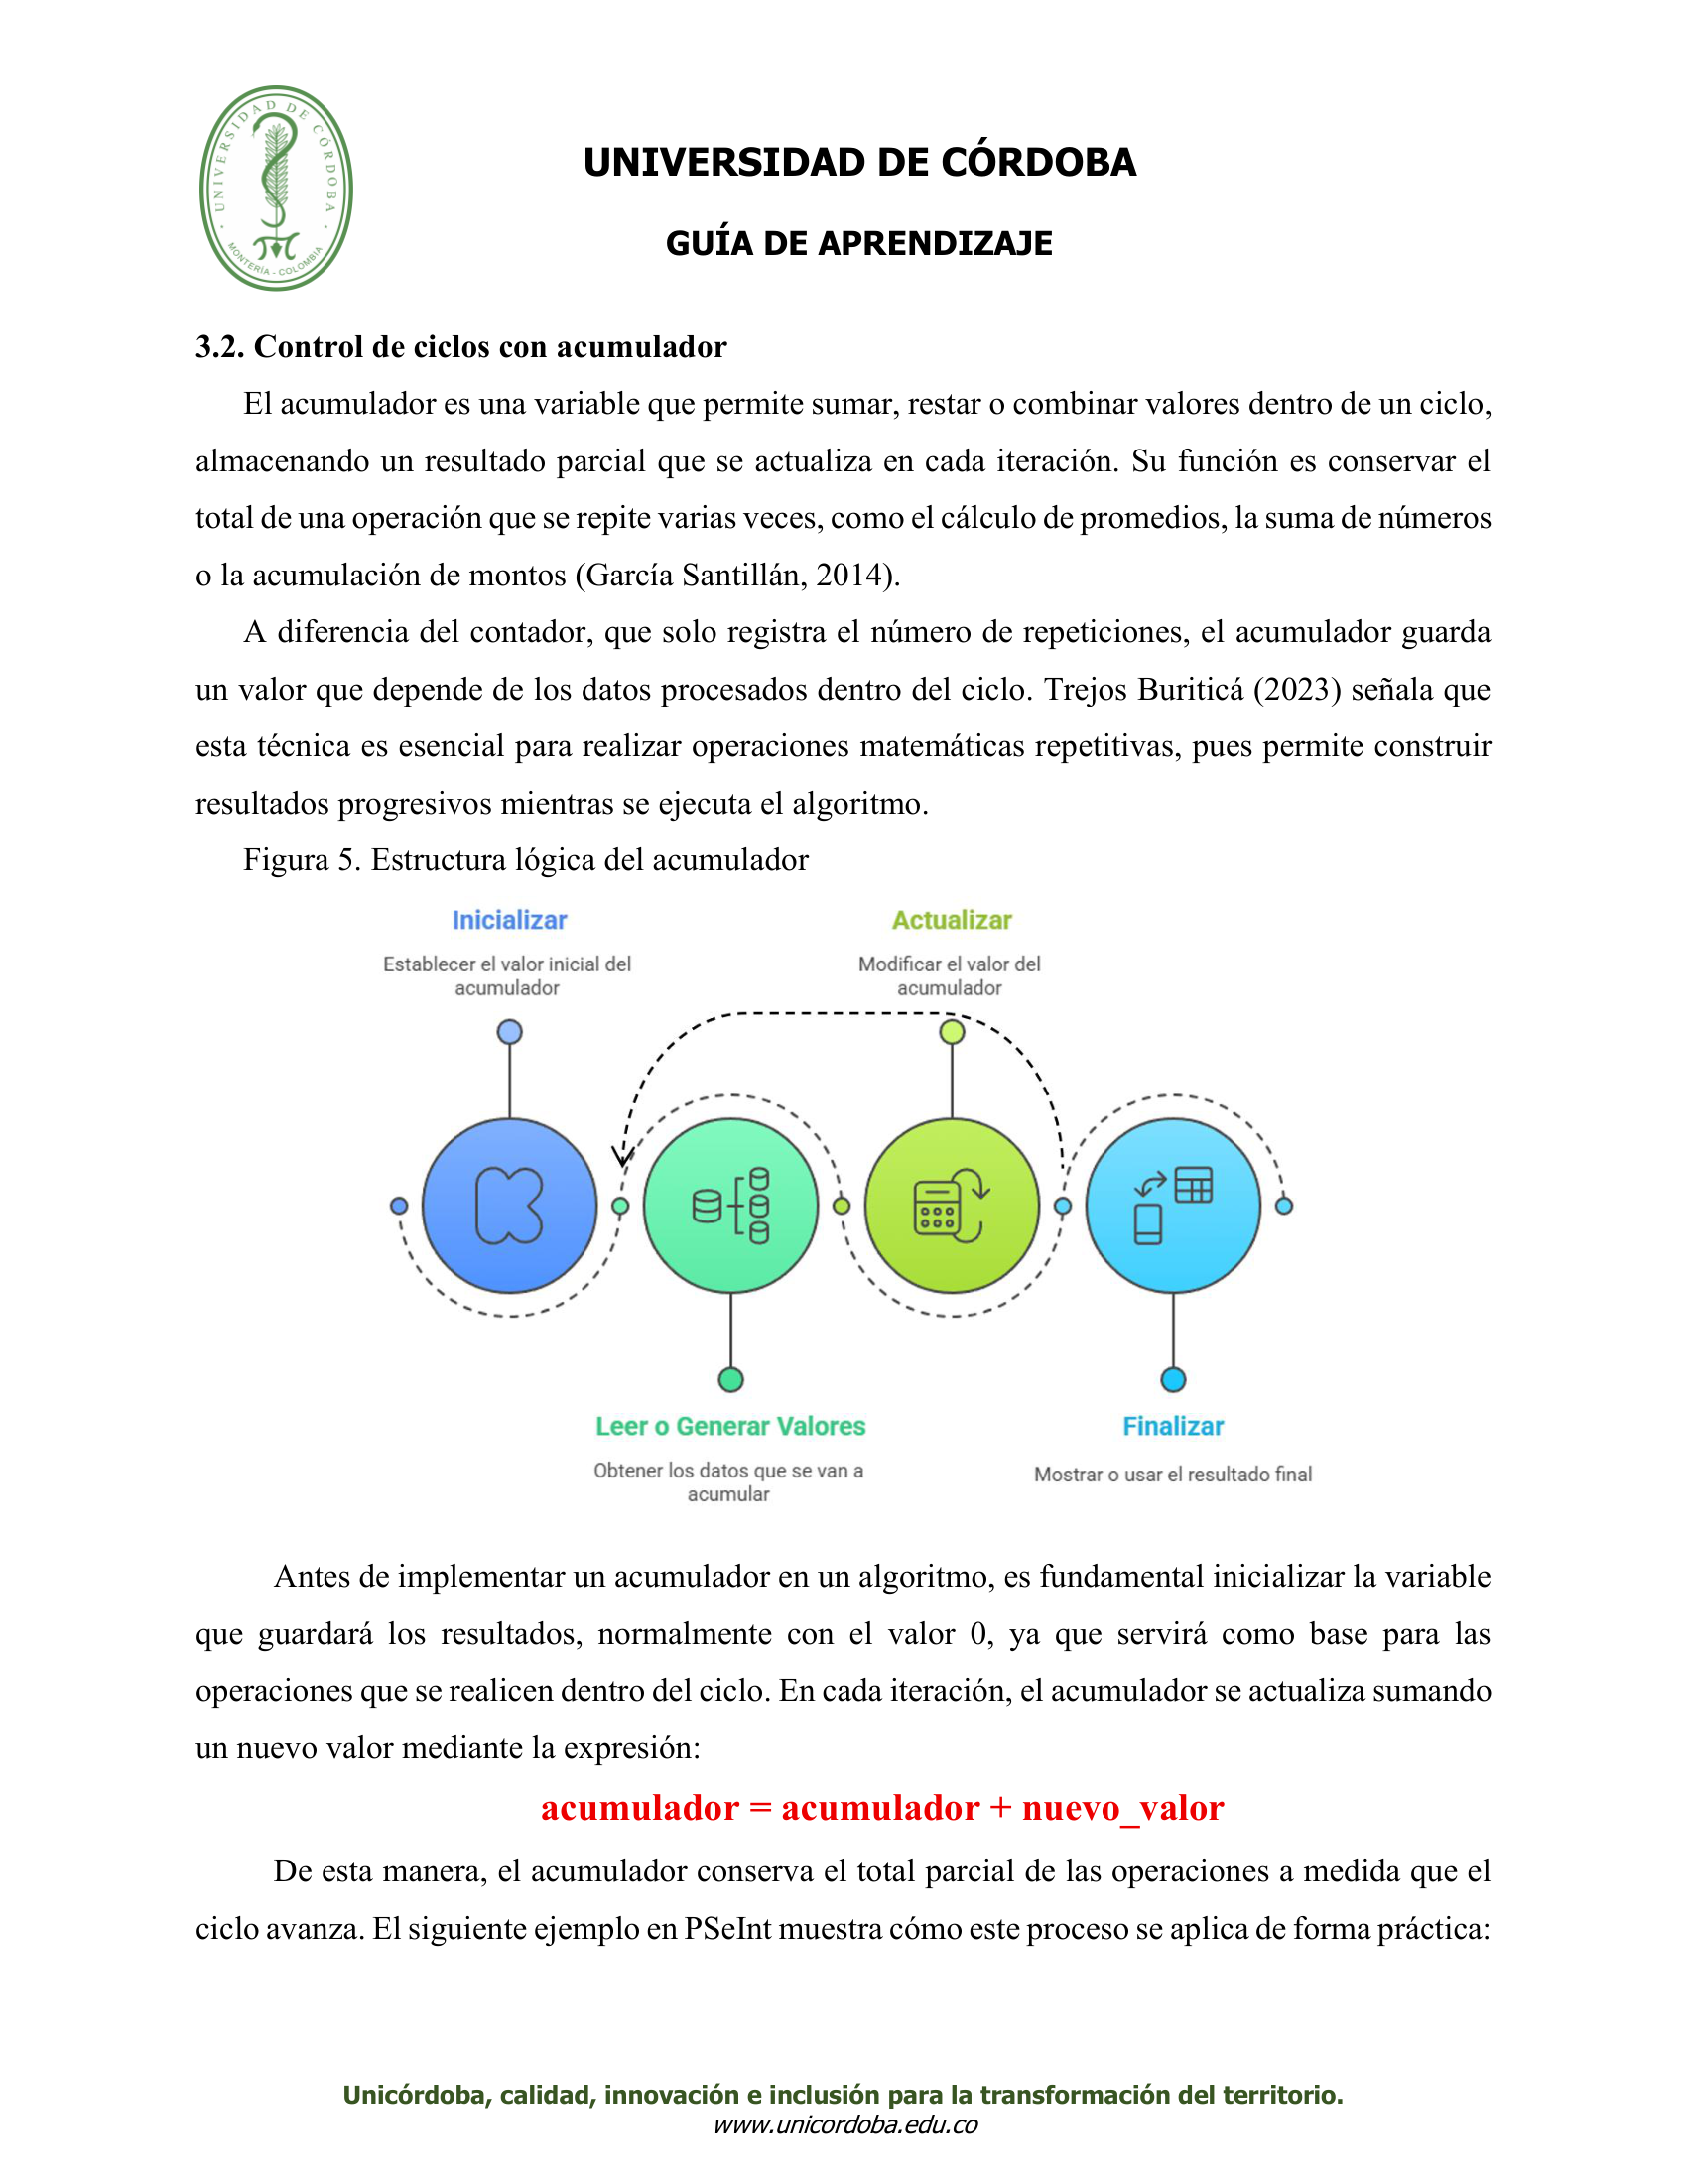 UNIVERSIDAD DE CÓRDOBA
MONTERÍA - COLOMBIA
UNIVERSIDAD DE CÓRDOBA
GUÍA DE APRENDIZAJE
3.2. Control de ciclos con acumulador
El acumulador es una variable que permite sumar, restar o combinar valores dentro de un ciclo,
almacenando un resultado parcial que se actualiza en cada iteración. Su función es conservar el
total de una operación que se repite varias veces, como el cálculo de promedios, la suma de números
o la acumulación de montos (García Santillán, 2014).
A diferencia del contador, que solo registra el número de repeticiones, el acumulador guarda
un valor que depende de los datos procesados dentro del ciclo. Trejos Buriticá (2023) señala que
esta técnica es esencial para realizar operaciones matemáticas repetitivas, pues permite construir
resultados progresivos mientras se ejecuta el algoritmo.
Figura 5. Estructura lógica del acumulador
Inicializar
Establecer el valor inicial del
acumulador
Actualizar
Modificar el valor del
acumulador
Leer o Generar Valores
Obtener los datos que se van a
acumular
Finalizar
Mostrar o usar el resultado final
Antes de implementar un acumulador en un algoritmo, es fundamental inicializar la variable
que guardará los resultados, normalmente con el valor 0, ya que servirá como base para las
operaciones que se realicen dentro del ciclo. En cada iteración, el acumulador se actualiza sumando
un nuevo valor mediante la expresión:
acumulador = acumulador + nuevo_valor
De esta manera, el acumulador conserva el total parcial de las operaciones a medida que el
ciclo avanza. El siguiente ejemplo en PSeInt muestra cómo este proceso se aplica de forma práctica:
Unicórdoba, calidad, innovación e inclusión para la transformación del territorio.
www.unicordoba.edu.co